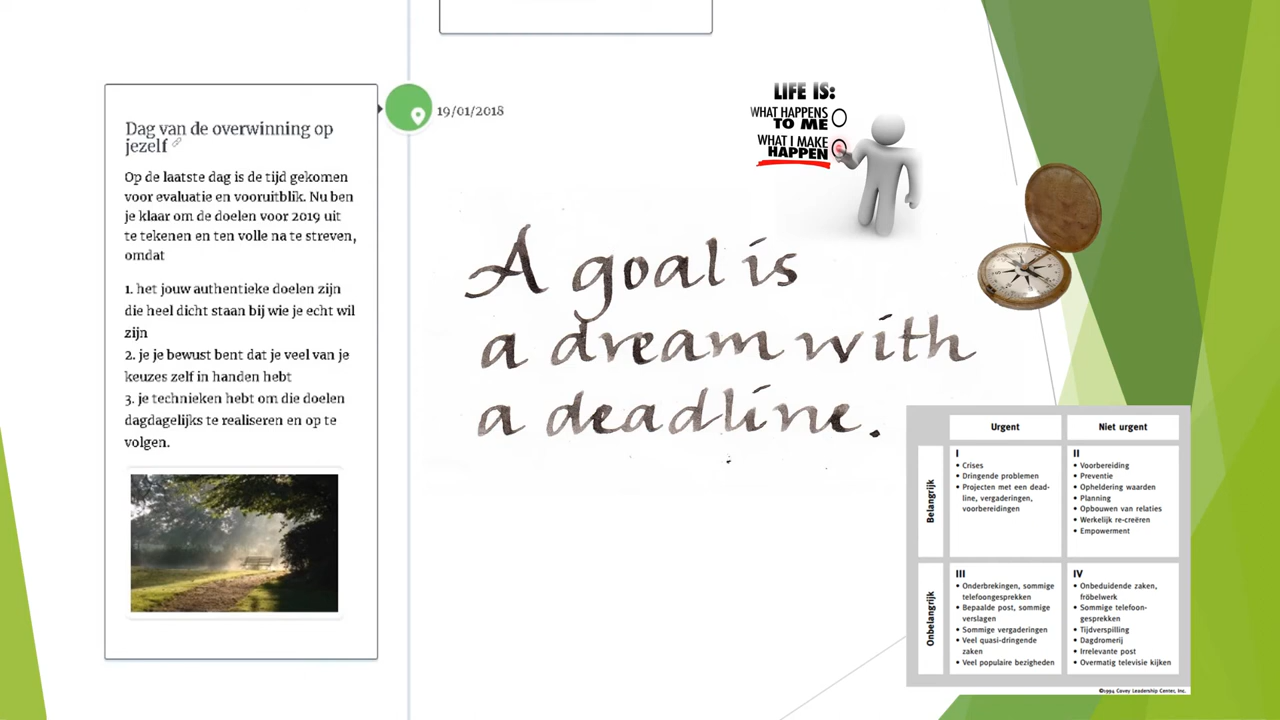 Dag van de overwinning op
jezelf
Op de laatste dag is de tijd gekomen
voor evaluatie en vooruitblik. Nu ben
je klaar om de doelen voor 2019 uit
te tekenen en ten volle na te streven,
omdat
1. het jouw authentieke doelen zijn
die heel dicht staan bij wie je echt wil
zijn
2. je je bewust bent dat je veel van je
keuzes zelf in handen hebt
3. je technieken hebt om die doelen
dagdagelijks te realiseren en op te
volgen.
19/01/2018
LIFE IS:
WHAT HAPPENS
TO ME
WHAT I MAKE
HAPPEN
A goal is
a dream with
a deadline.
Urgent
Niet urgent
Belangrijk
I
• Crises
• Dringende problemen
• Projecten met een dead-
line, vergaderingen,
voorbereidingen
II
• Voorbereiding
• Preventie
• Opheldering waarden
• Planning
• Opbouwen van relaties
• Werkelijk re-creëren
• Empowerment
Onbelangrijk
III
• Onderbrekingen, sommige
telefoongesprekken
• Bepaalde post, sommige
verslagen
• Sommige vergaderingen
• Veel quasi-dringende
zaken
• Veel populaire bezigheden
IV
• Onbeduidende zaken,
fröbelwerk
• Sommige telefoon-
gesprekken
• Tijdverspilling
• Dagdromerij
• Irrelevante post
• Overmatig televisie kijken
©1994 Covey Leadership Center, Inc.